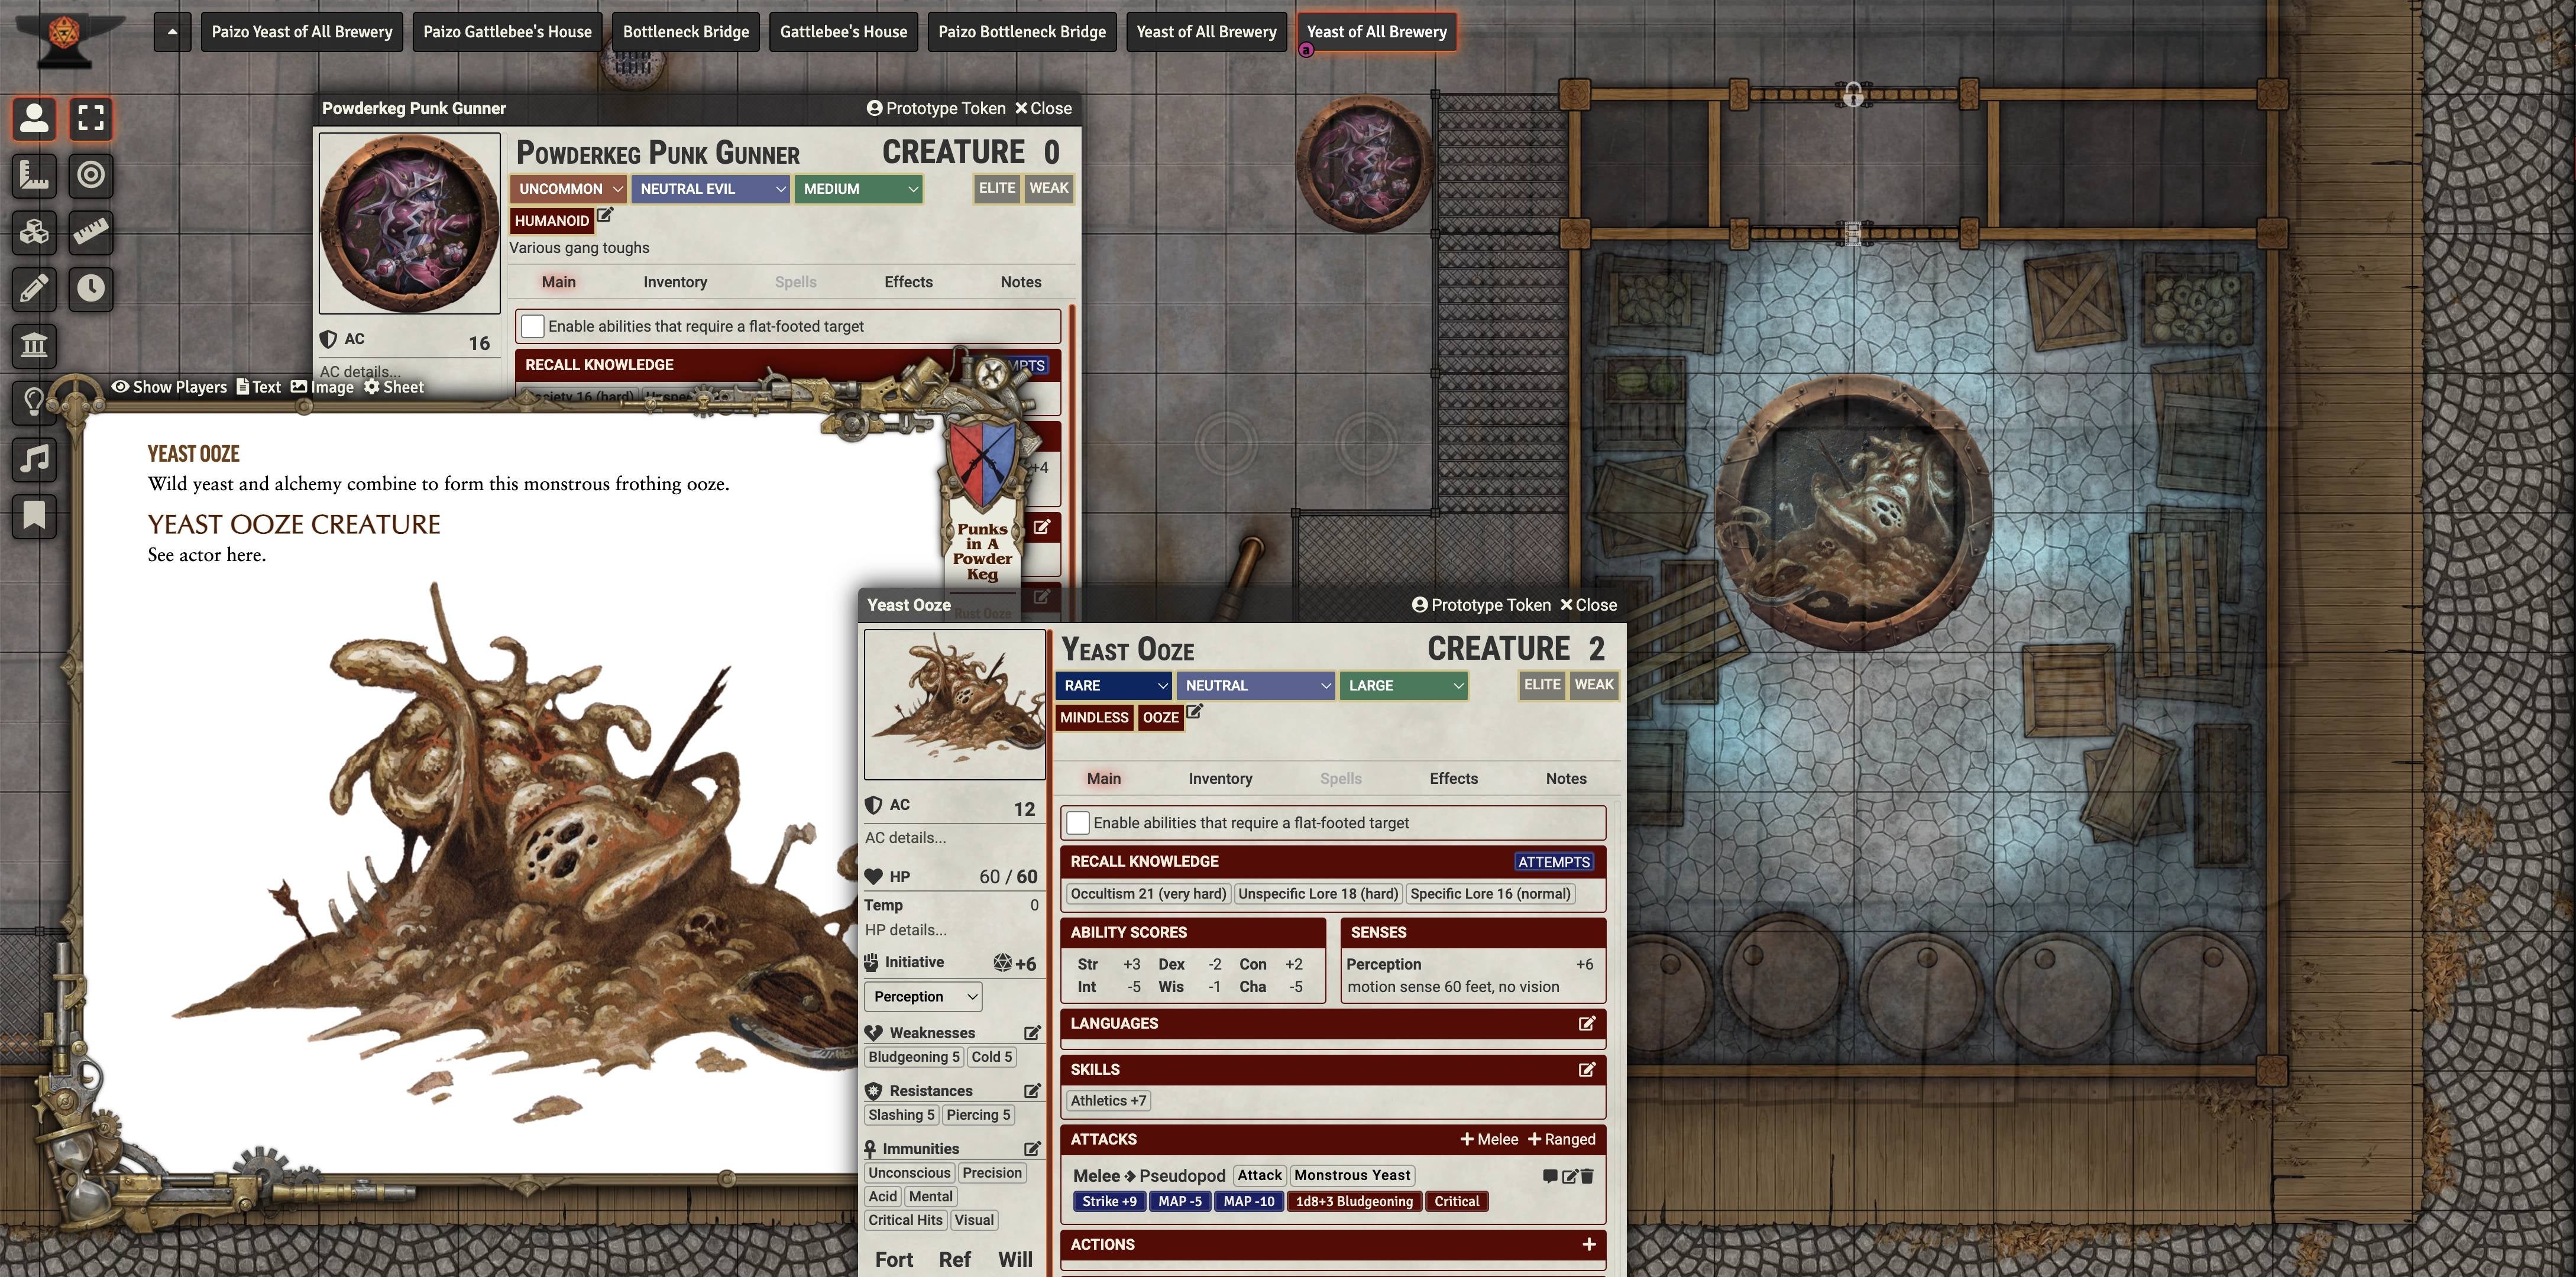 Paizo Yeast of All Brewery
Paizo Gattlebee's House
Bottleneck Bridge
Gattlebee's House
Paizo Bottleneck Bridge
Yeast of All Brewery
Yeast of All Brewery
a
Powderkeg Punk Gunner
Prototype Token
Close
Powderkeg Punk Gunner
CREATURE 0
UNCOMMON
NEUTRAL EVIL
MEDIUM
ELITE
WEAK
HUMANOID
Various gang toughs
Main
Inventory
Spells
Effects
Notes
Enable abilities that require a flat-footed target
AC
16
AC details...
RECALL KNOWLEDGE
+4
Show Players
Text
Image
Sheet
YEAST OOZE
Wild yeast and alchemy combine to form this monstrous frothing ooze.
YEAST OOZE CREATURE
See actor here.
Punks
in A
Powder
Keg
Rust Ooze
Yeast Ooze
Prototype Token
Close
Yeast Ooze
CREATURE 2
RARE
NEUTRAL
LARGE
ELITE
WEAK
MINDLESS
OOZE
Main
Inventory
Spells
Effects
Notes
AC
12
AC details...
HP
60 / 60
Temp
0
HP details...
Initiative
+6
Perception
Weaknesses
Bludgeoning 5
Cold 5
Resistances
Slashing 5
Piercing 5
Immunities
Unconscious
Precision
Acid
Mental
Critical Hits
Visual
Fort
Ref
Will
Enable abilities that require a flat-footed target
RECALL KNOWLEDGE
ATTEMPTS
Occultism 21 (very hard)
Unspecific Lore 18 (hard)
Specific Lore 16 (normal)
ABILITY SCORES
Str +3 Dex -2 Con +2
Int -5 Wis -1 Cha -5
SENSES
Perception +6
motion sense 60 feet, no vision
LANGUAGES
SKILLS
Athletics +7
ATTACKS
Melee
Ranged
Melee Pseudopod Attack Monstrous Yeast
Strike +9 MAP -5 MAP -10 1d8+3 Bludgeoning Critical
ACTIONS